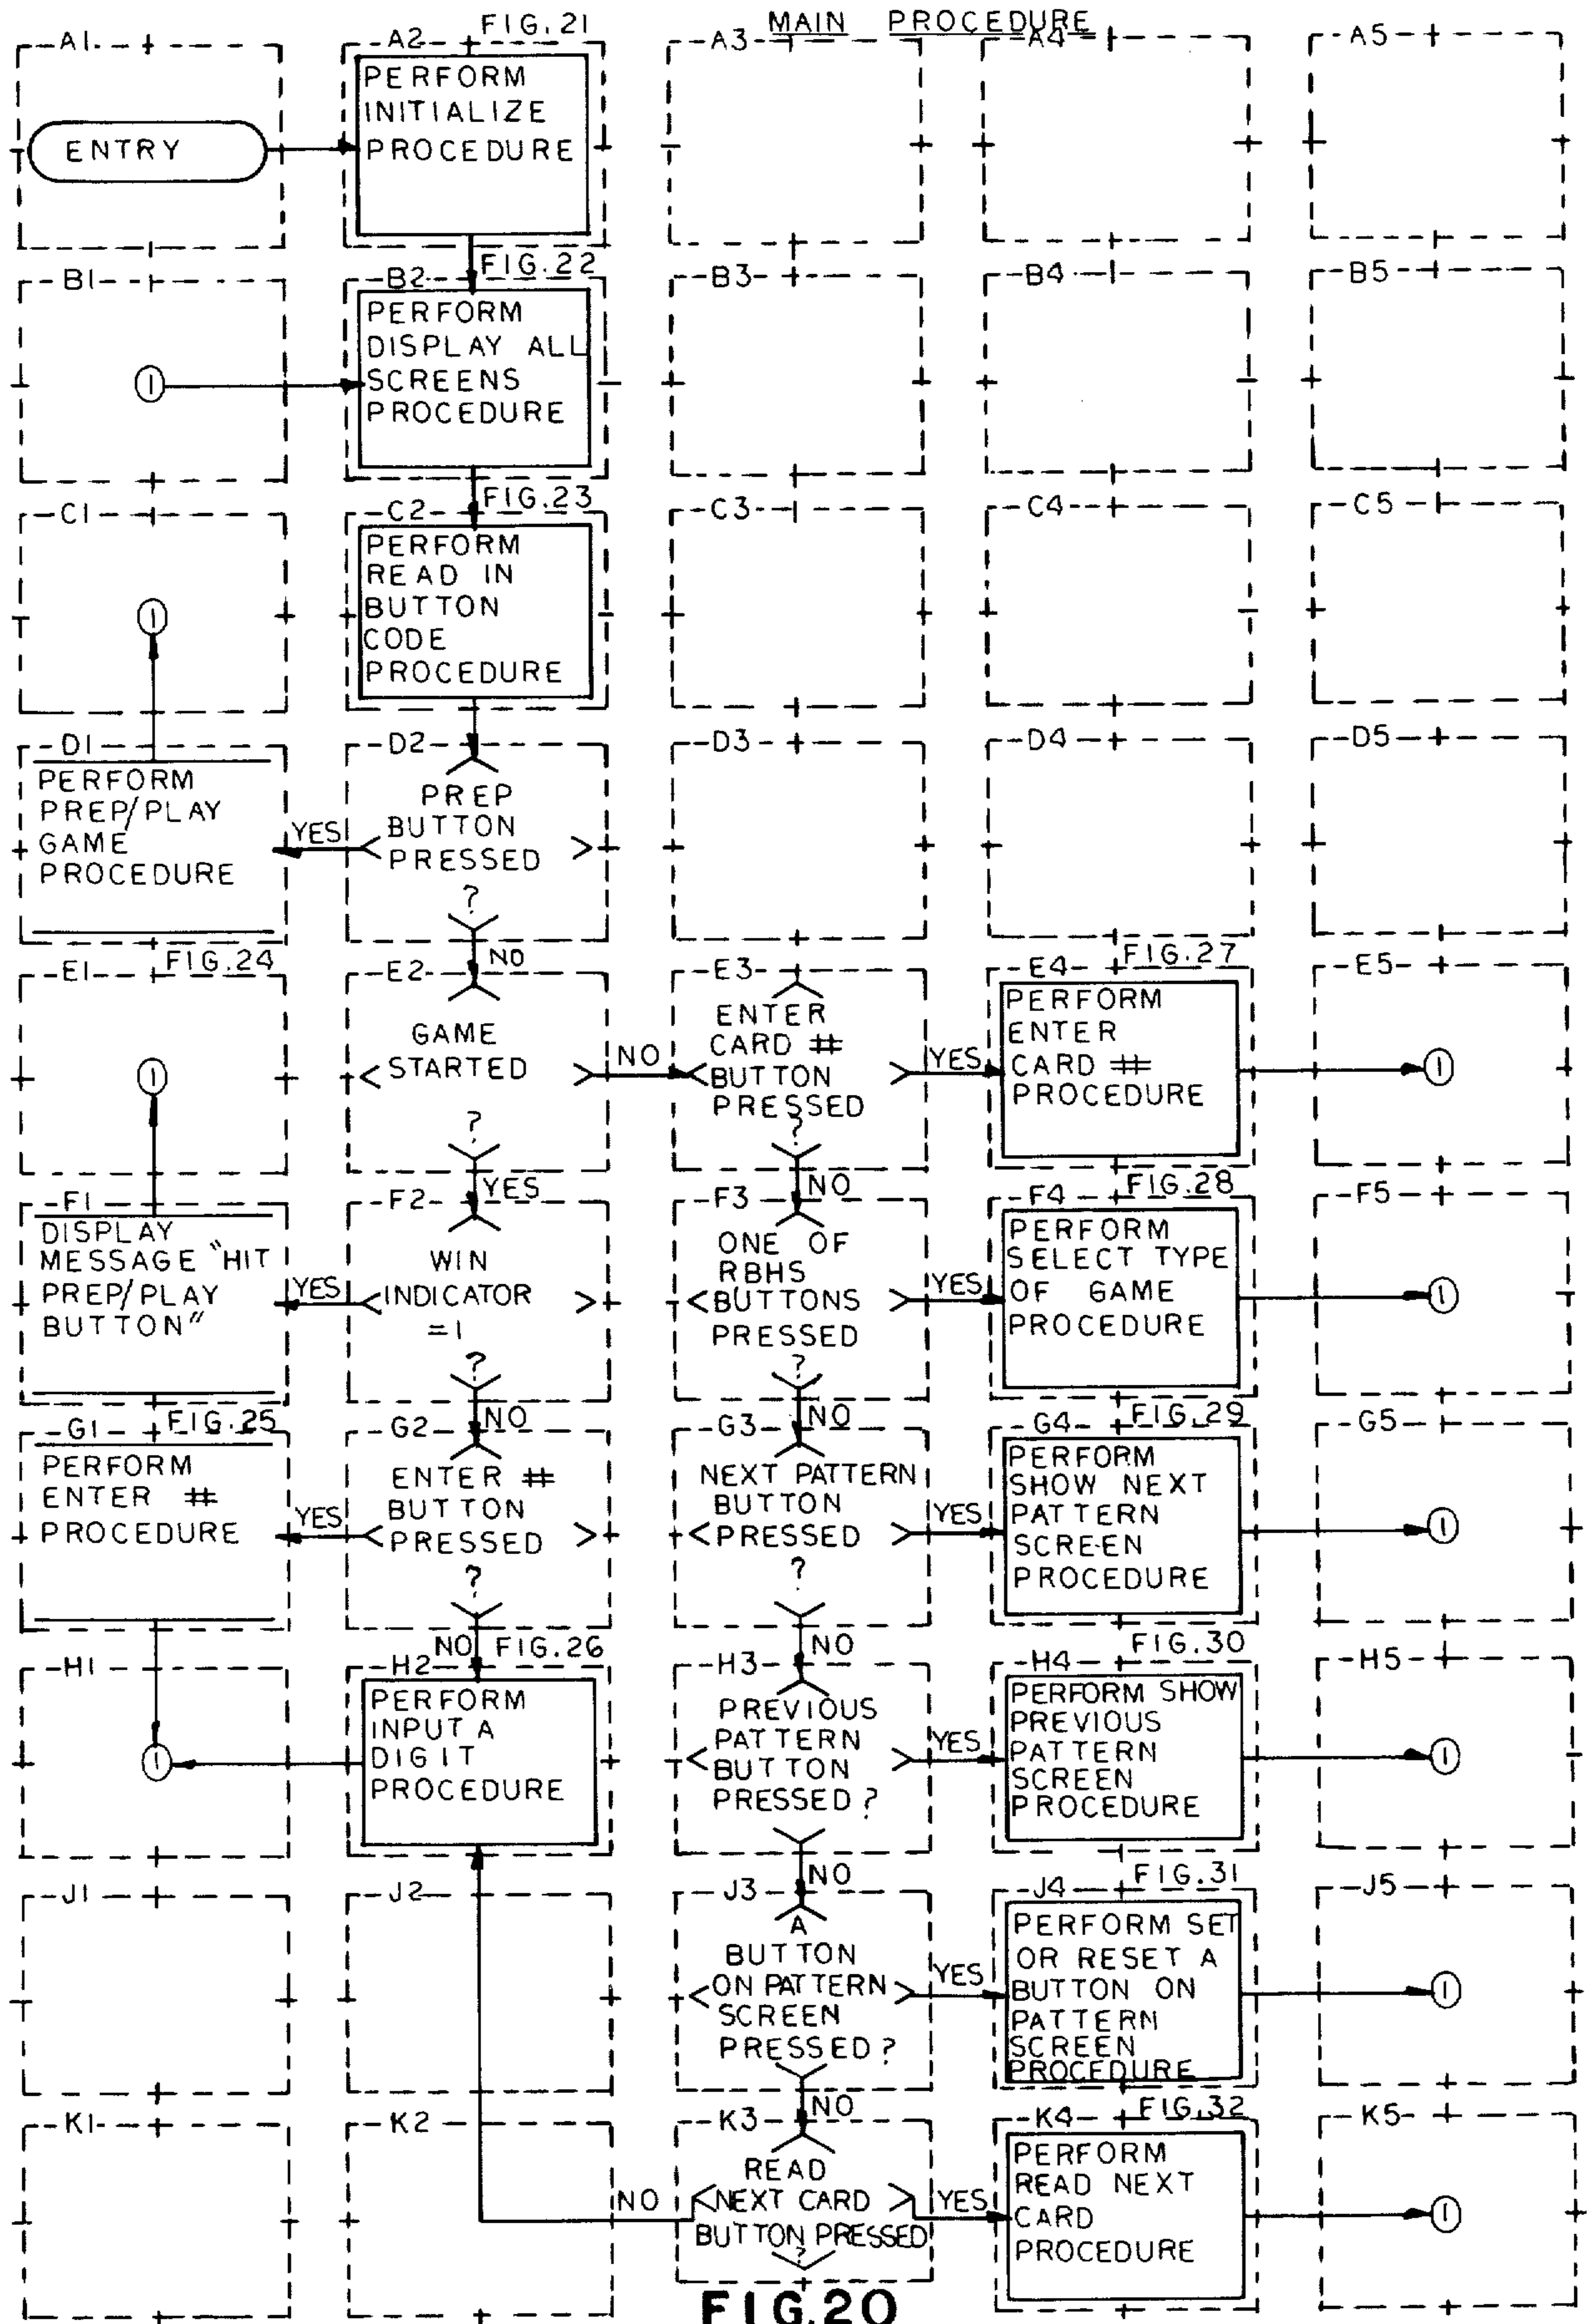 MAIN PROCEDURE
A1
FIG.21
A2
A3
A4
A5
ENTRY
PERFORM
INITIALIZE
PROCEDURE
B1
FIG.22
B2
B3
B4
B5
1
PERFORM
DISPLAY ALL
SCREENS
PROCEDURE
C1
FIG.23
C2
C3
C4
C5
1
PERFORM
READ IN
BUTTON
CODE
PROCEDURE
D1
D2
D3
D4
D5
PERFORM
PREP/PLAY
GAME
PROCEDURE
YES
PREP
BUTTON
PRESSED
?
NO
FIG.24
E1
E2
E3
E4
FIG.27
E5
1
GAME
STARTED
?
NO
YES
ENTER
CARD #
BUTTON
PRESSED
?
YES
NO
PERFORM
ENTER
CARD #
PROCEDURE
1
F1
F2
F3
F4
FIG.28
F5
DISPLAY
MESSAGE "HIT
PREP/PLAY
BUTTON"
YES
WIN
INDICATOR
=1
?
NO
ONE OF
RBHS
BUTTONS
PRESSED
?
YES
NO
PERFORM
SELECT TYPE
OF GAME
PROCEDURE
1
G1
FIG.25
G2
G3
G4
FIG.29
G5
PERFORM
ENTER #
PROCEDURE
YES
ENTER #
BUTTON
PRESSED
?
NO
NEXT PATTERN
BUTTON
PRESSED
?
YES
NO
PERFORM
SHOW NEXT
PATTERN
SCREEN
PROCEDURE
1
H1
FIG.26
H2
H3
H4
FIG.30
H5
1
PERFORM
INPUT A
DIGIT
PROCEDURE
PREVIOUS
PATTERN
BUTTON
PRESSED?
YES
NO
PERFORM SHOW
PREVIOUS
PATTERN
SCREEN
PROCEDURE
1
J1
J2
J3
J4
FIG.31
J5
A
BUTTON
ON PATTERN
SCREEN
PRESSED?
YES
NO
PERFORM SET
OR RESET A
BUTTON ON
PATTERN
SCREEN
PROCEDURE
1
K1
K2
K3
K4
FIG.32
K5
NO
READ
NEXT CARD
BUTTON PRESSED
?
YES
PERFORM
READ NEXT
CARD
PROCEDURE
1
FIG.20